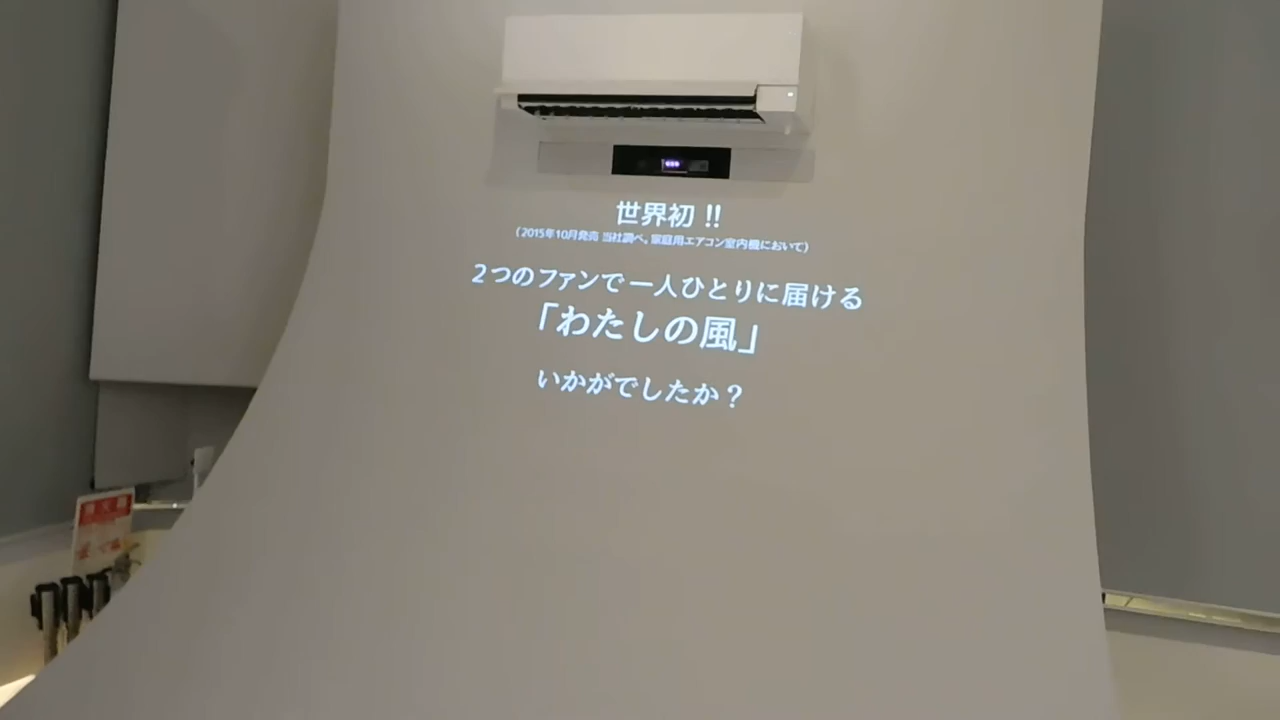 世界初 !!
（2015年10月発売 当社調べ。家庭用エアコン室内機において）
2つのファンで一人ひとりに届ける
「わたしの風」
いかがでしたか？